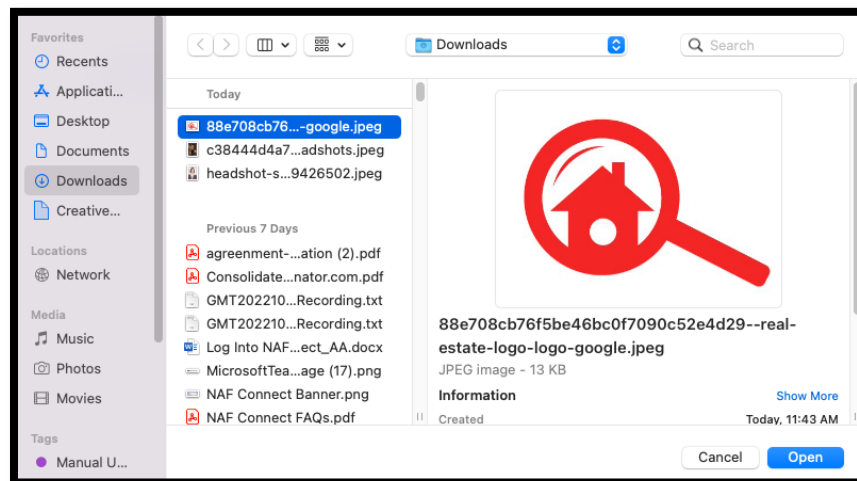 Favorites
Recents
Applicati...
Desktop
Documents
Downloads
Creative...
Locations
Network
Media
Music
Photos
Movies
Tags
Manual U...
Downloads
Search
Today
88e708cb76...-google.jpeg
c38444d4a7...adshots.jpeg
headshot-s...9426502.jpeg
Previous 7 Days
agreenment-...ation (2).pdf
Consolidate...nator.com.pdf
GMT202210...Recording.txt
GMT202210...Recording.txt
Log Into NAF...ect_AA.docx
MicrosoftTea...age (17).png
NAF Connect Banner.png
NAF Connect FAQs.pdf
88e708cb76f5be46bc0f7090c52e4d29--real-
estate-logo-logo-google.jpeg
JPEG image - 13 KB
Information Show More
Created Today, 11:43 AM
Cancel Open